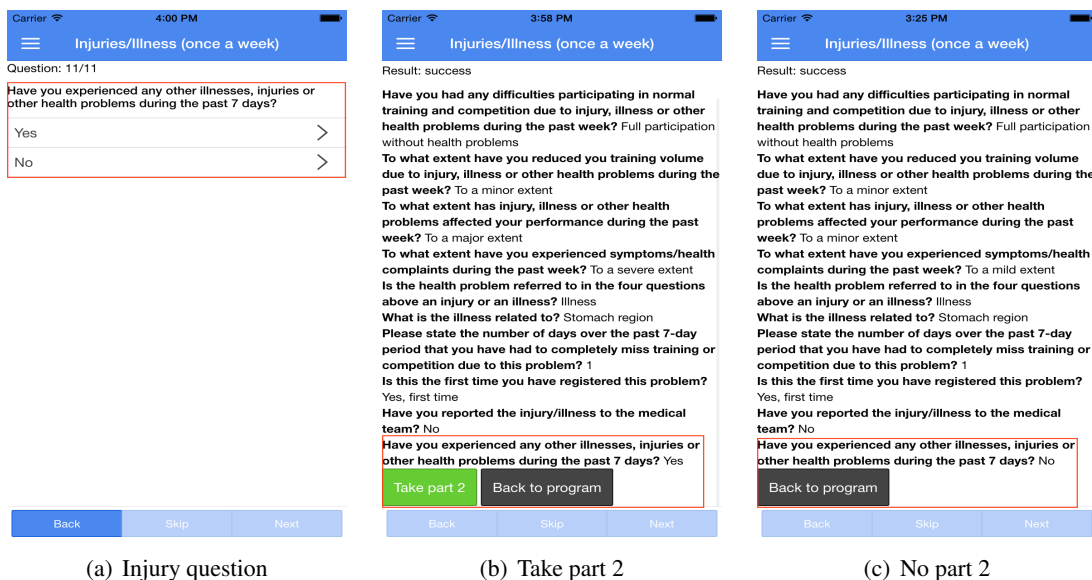 Carrier 4:00 PM
Injuries/Illness (once a week)
Question: 11/11
Have you experienced any other illnesses, injuries or
other health problems during the past 7 days?
Yes
No
Back Skip Next
(a) Injury question
Carrier 3:58 PM
Injuries/Illness (once a week)
Result: success
Have you had any difficulties participating in normal
training and competition due to injury, illness or other
health problems during the past week? Full participation
without health problems
To what extent have you reduced you training volume
due to injury, illness or other health problems during the
past week? To a minor extent
To what extent has injury, illness or other health
problems affected your performance during the past
week? To a major extent
To what extent have you experienced symptoms/health
complaints during the past week? To a severe extent
Is the health problem referred to in the four questions
above an injury or an illness? Illness
What is the illness related to? Stomach region
Please state the number of days over the past 7-day
period that you have had to completely miss training or
competition due to this problem? 1
Is this the first time you have registered this problem?
Yes, first time
Have you reported the injury/illness to the medical
team? No
Have you experienced any other illnesses, injuries or
other health problems during the past 7 days? Yes
Take part 2 Back to program
Back Skip Next
(b) Take part 2
Carrier 3:25 PM
Injuries/Illness (once a week)
Result: success
Have you had any difficulties participating in normal
training and competition due to injury, illness or other
health problems during the past week? Full participation
without health problems
To what extent have you reduced you training volume
due to injury, illness or other health problems during the
past week? To a minor extent
To what extent has injury, illness or other health
problems affected your performance during the past
week? To a minor extent
To what extent have you experienced symptoms/health
complaints during the past week? To a mild extent
Is the health problem referred to in the four questions
above an injury or an illness? Illness
What is the illness related to? Stomach region
Please state the number of days over the past 7-day
period that you have had to completely miss training or
competition due to this problem? 1
Is this the first time you have registered this problem?
Yes, first time
Have you reported the injury/illness to the medical
team? No
Have you experienced any other illnesses, injuries or
other health problems during the past 7 days? No
Back to program
Back Skip Next
(c) No part 2